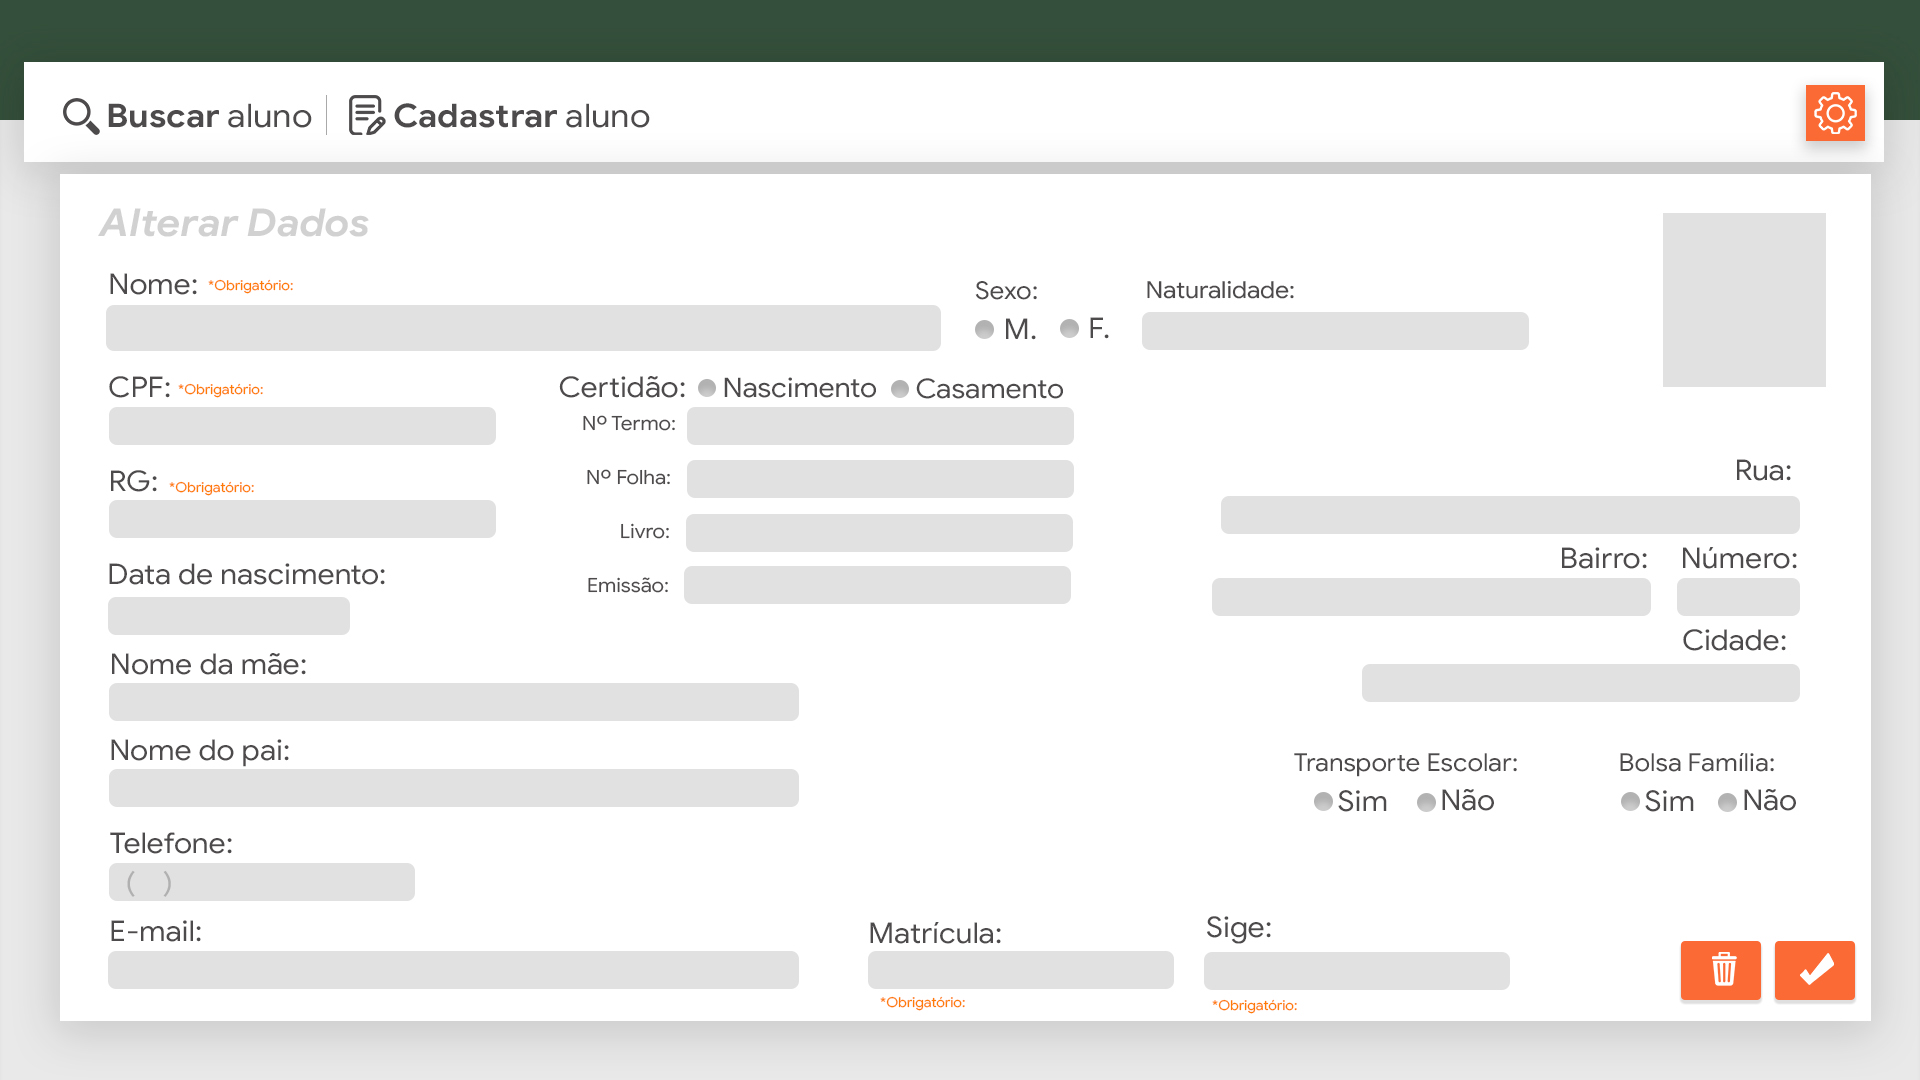 Buscar aluno
Cadastrar aluno
Alterar Dados
Nome: *Obrigatório:
Sexo:
M. F.
Naturalidade:
CPF: *Obrigatório:
Certidão: Nascimento Casamento
Nº Termo:
Nº Folha:
Livro:
Emissão:
RG: *Obrigatório:
Data de nascimento:
Rua:
Bairro: Número:
Cidade:
Nome da mãe:
Nome do pai:
Transporte Escolar:
Sim Não
Bolsa Família:
Sim Não
Telefone:
( )
E-mail:
Matrícula:
*Obrigatório:
Sige:
*Obrigatório: